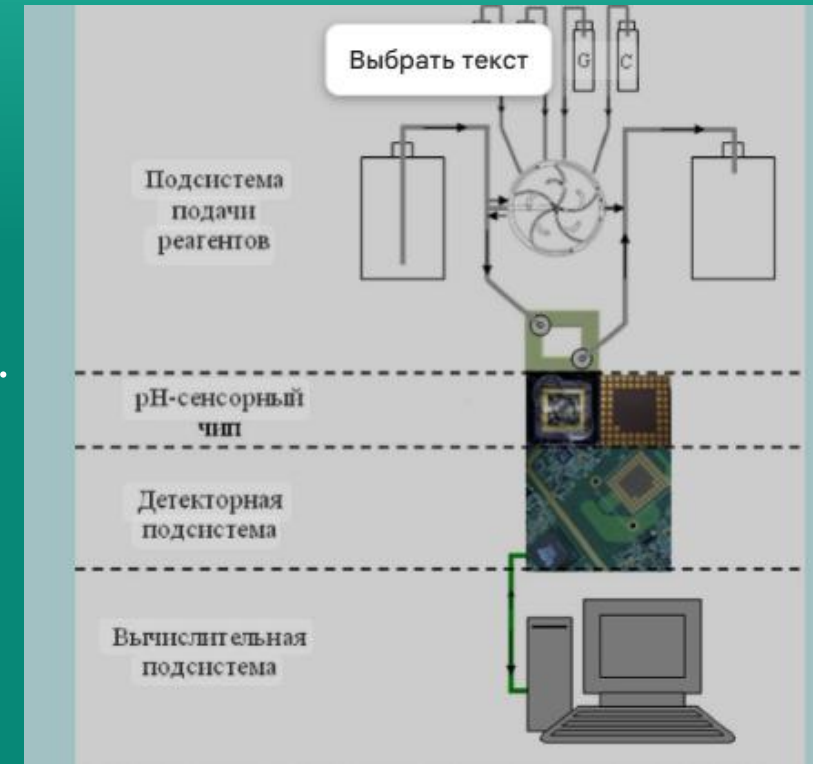 Выбрать текст
G
C
Подсистема
подачи
реагентов
pH-сенсорный
чип
Детекторная
подсистема
Вычислительная
подсистема